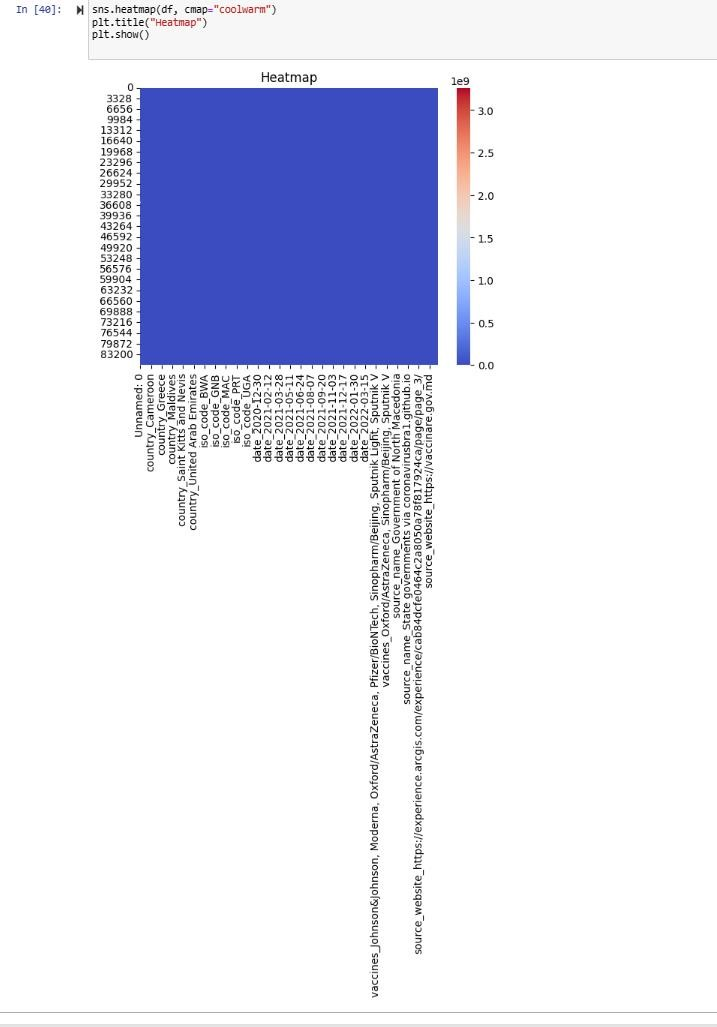 In [40]:
sns.heatmap(df, cmap="coolwarm")
plt.title("Heatmap")
plt.show()
Heatmap
1e9
0
3328
6656
9984
13312
16640
19968
23296
26624
29952
33280
36608
39936
43264
46592
49920
53248
56576
59904
63232
66560
69888
73216
76544
79872
83200
3.0
2.5
2.0
1.5
1.0
0.5
0.0
Unnamed: 0
country_Cameroon
country_Greece
country_Maldives
country_Saint Kitts and Nevis
country_United Arab Emirates
iso_code_BWA
iso_code_GNB
iso_code_MAC
iso_code_PRT
iso_code_UGA
date_2020-12-30
date_2021-02-12
date_2021-03-28
date_2021-05-11
date_2021-06-24
date_2021-08-07
date_2021-09-20
date_2021-11-03
date_2021-12-17
date_2022-01-30
date_2022-03-15
vaccines_Johnson&Johnson, Moderna, Oxford/AstraZeneca, Pfizer/BioNTech, Sinopharm/Beijing, Sputnik Light, Sputnik V
vaccines_Oxford/AstraZeneca, Sinopharm/Beijing, Sputnik V
source_name_Government of North Macedonia
source_name_State governments via coronavirusbra1.github.io
source_website_https://experience.arcgis.com/experience/cab84dcfe0464c2a8050a78f817924ca/page/page_3/
source_website_https://vaccinare.gov.md